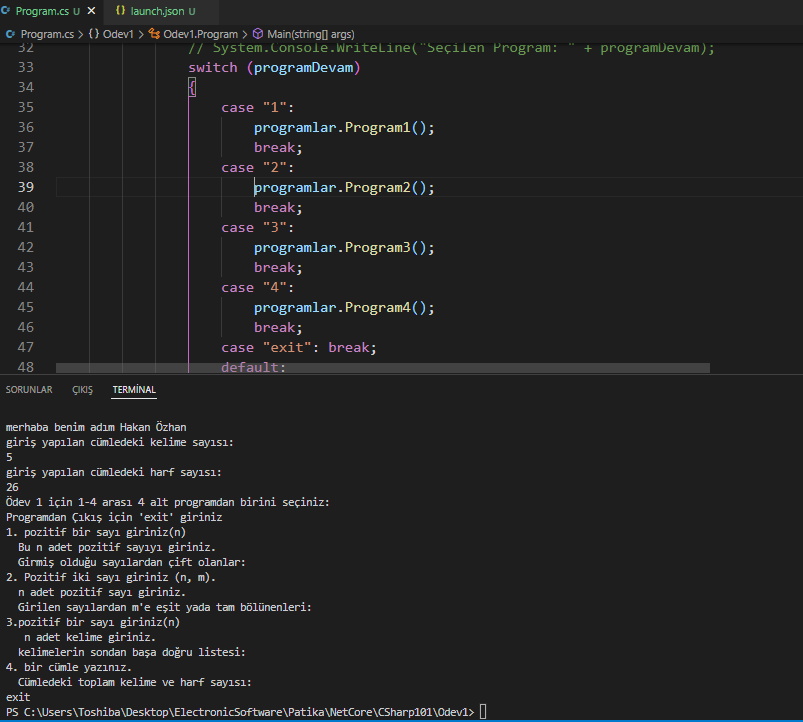 Program.cs U ✕ {} launch.json U
Program.cs > {} Odev1 > Odev1.Program > Main(string[] args)
32 // System.Console.WriteLine("Seçilen Program: " + programDevam);
33 switch (programDevam)
34 {
35 case "1":
36 programlar.Program1();
37 break;
38 case "2":
39 programlar.Program2();
40 break;
41 case "3":
42 programlar.Program3();
43 break;
44 case "4":
45 programlar.Program4();
46 break;
47 case "exit": break;
48 default:
SORUNLAR ÇIKIŞ TERMİNAL
merhaba benim adım Hakan Özhan
giriş yapılan cümledeki kelime sayısı:
5
giriş yapılan cümledeki harf sayısı:
26
Ödev 1 için 1-4 arası 4 alt programdan birini seçiniz:
Programdan Çıkış için 'exit' giriniz
1. pozitif bir sayı giriniz(n)
Bu n adet pozitif sayıyı giriniz.
Girmiş olduğu sayılardan çift olanlar:
2. Pozitif iki sayı giriniz (n, m).
n adet pozitif sayı giriniz.
Girilen sayılardan m'e eşit yada tam bölünenleri:
3.pozitif bir sayı giriniz(n)
n adet kelime giriniz.
kelimelerin sondan başa doğru listesi:
4. bir cümle yazınız.
Cümledeki toplam kelime ve harf sayısı:
exit
PS C:\Users\Toshiba\Desktop\ElectronicSoftware\Patika\NetCore\CSharp101\Odev1>